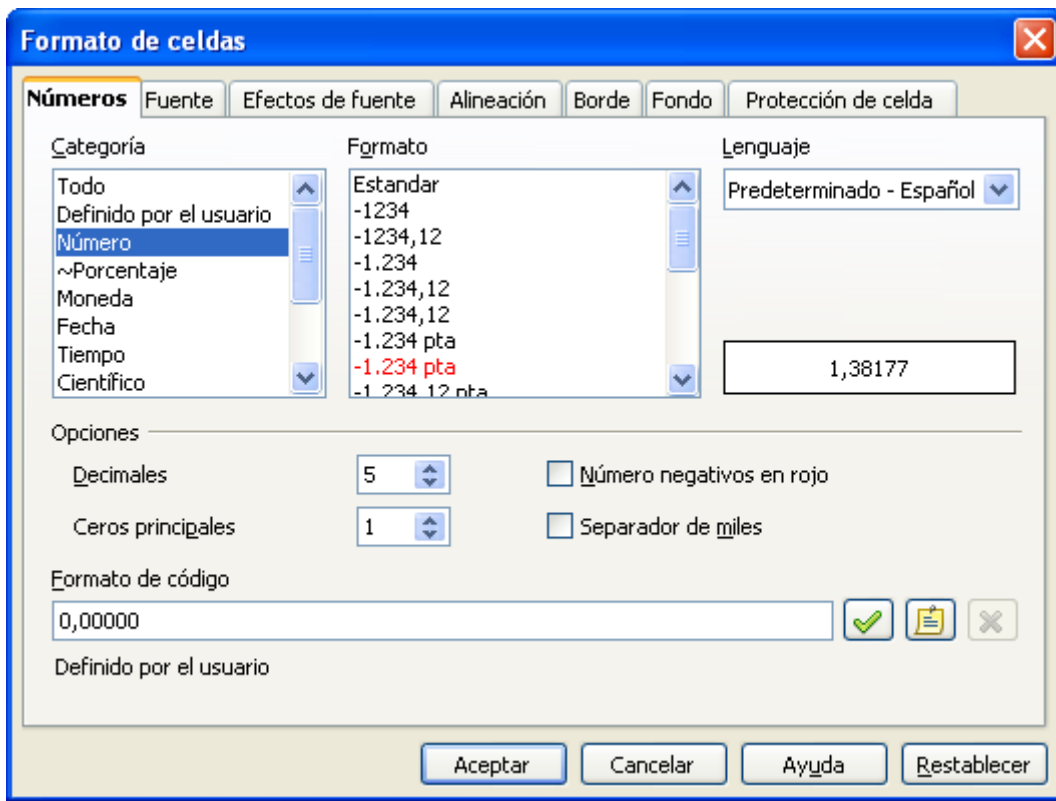 Formato de celdas
Números Fuente Efectos de fuente Alineación Borde Fondo Protección de celda
Categoría
Todo
Definido por el usuario
Número
~Porcentaje
Moneda
Fecha
Tiempo
Científico
Formato
Estandar
-1234
-1234,12
-1.234
-1.234,12
-1.234,12
-1.234 pta
-1.234 pta
-1.234,12 pta
Lenguaje
Predeterminado - Español
1,38177
Opciones
Decimales 5
Número negativos en rojo
Ceros principales 1
Separador de miles
Formato de código
0,00000
Definido por el usuario
Aceptar Cancelar Ayuda Restablecer